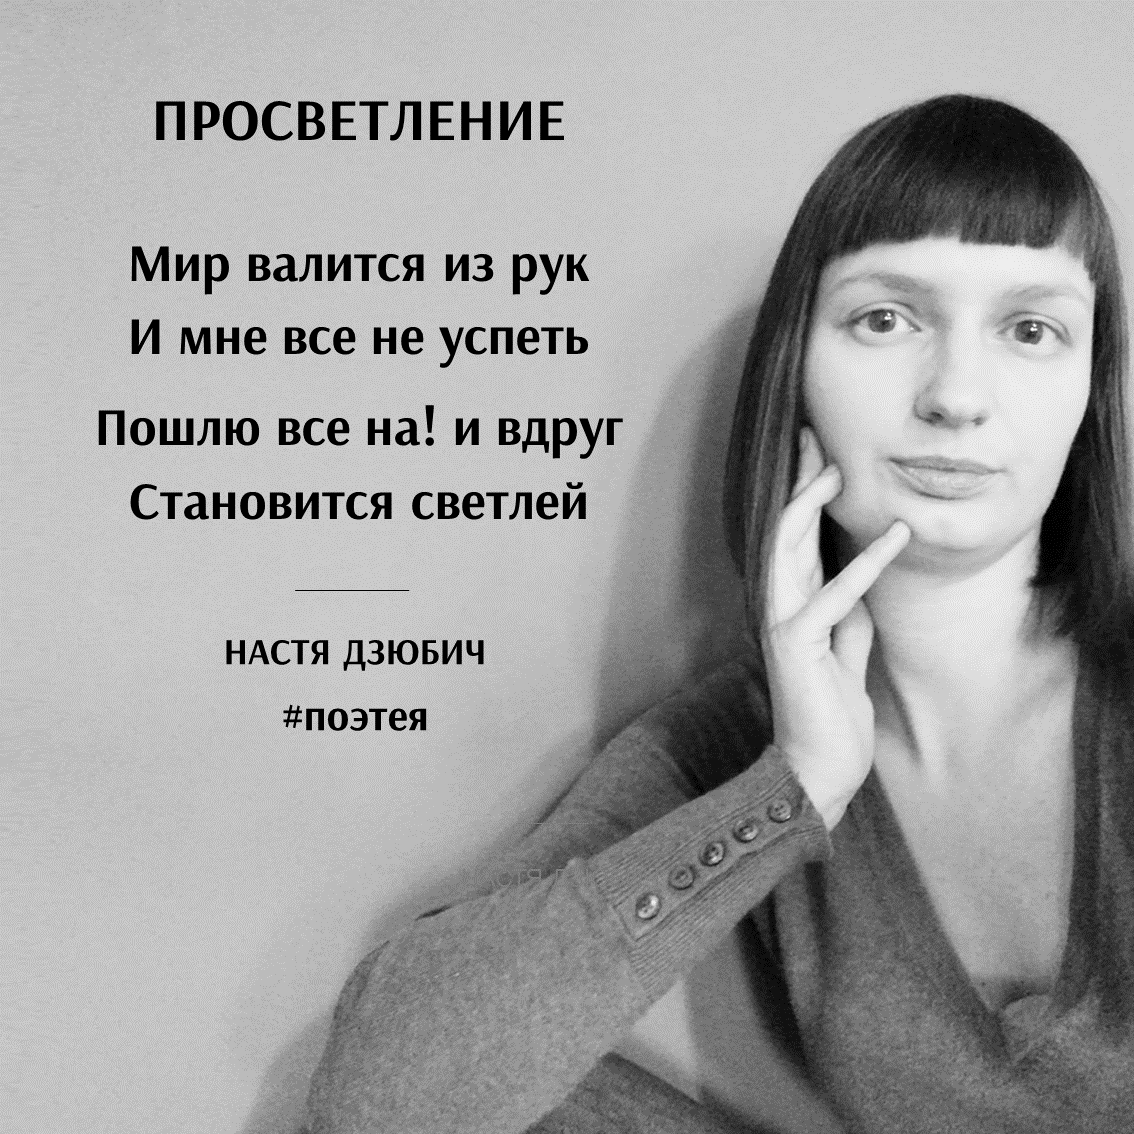 ПРОСВЕТЛЕНИЕ
Мир валится из рук
И мне все не успеть
Пошлю все на! и вдруг
Становится светлей
НАСТЯ ДЗЮБИЧ
#поэтея